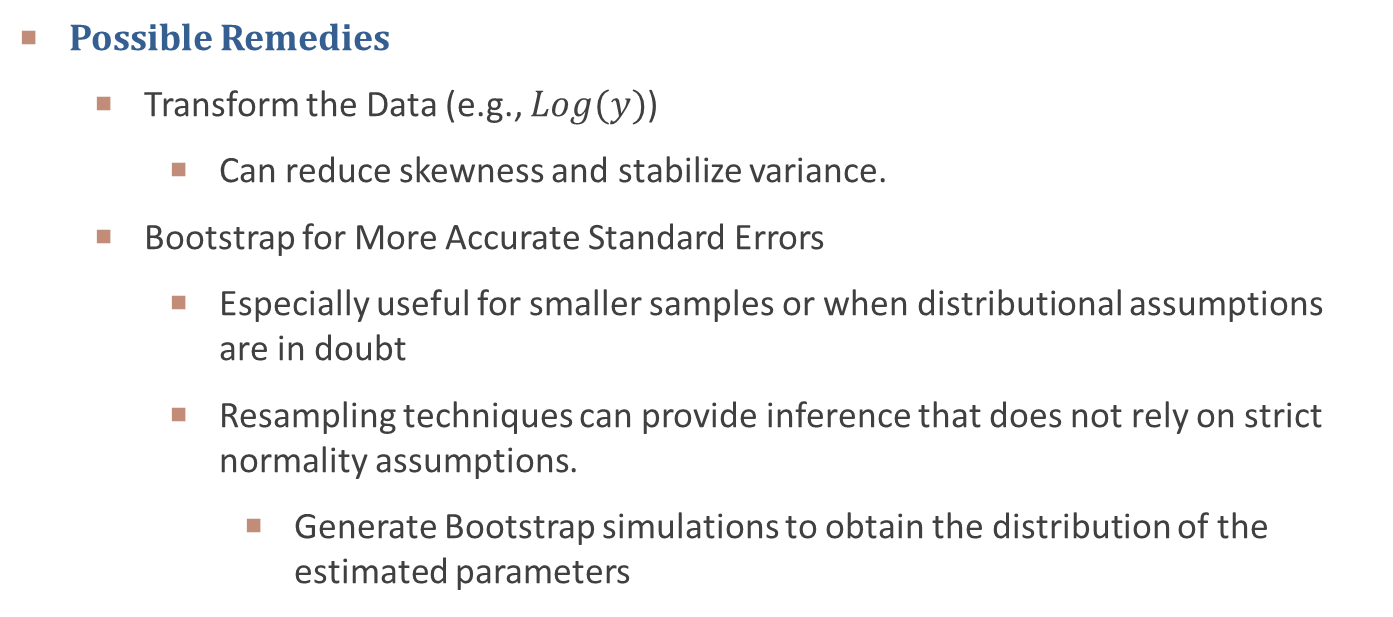 Possible Remedies
Transform the Data (e.g., Log(y))
Can reduce skewness and stabilize variance.
Bootstrap for More Accurate Standard Errors
Especially useful for smaller samples or when distributional assumptions
are in doubt
Resampling techniques can provide inference that does not rely on strict
normality assumptions.
Generate Bootstrap simulations to obtain the distribution of the
estimated parameters